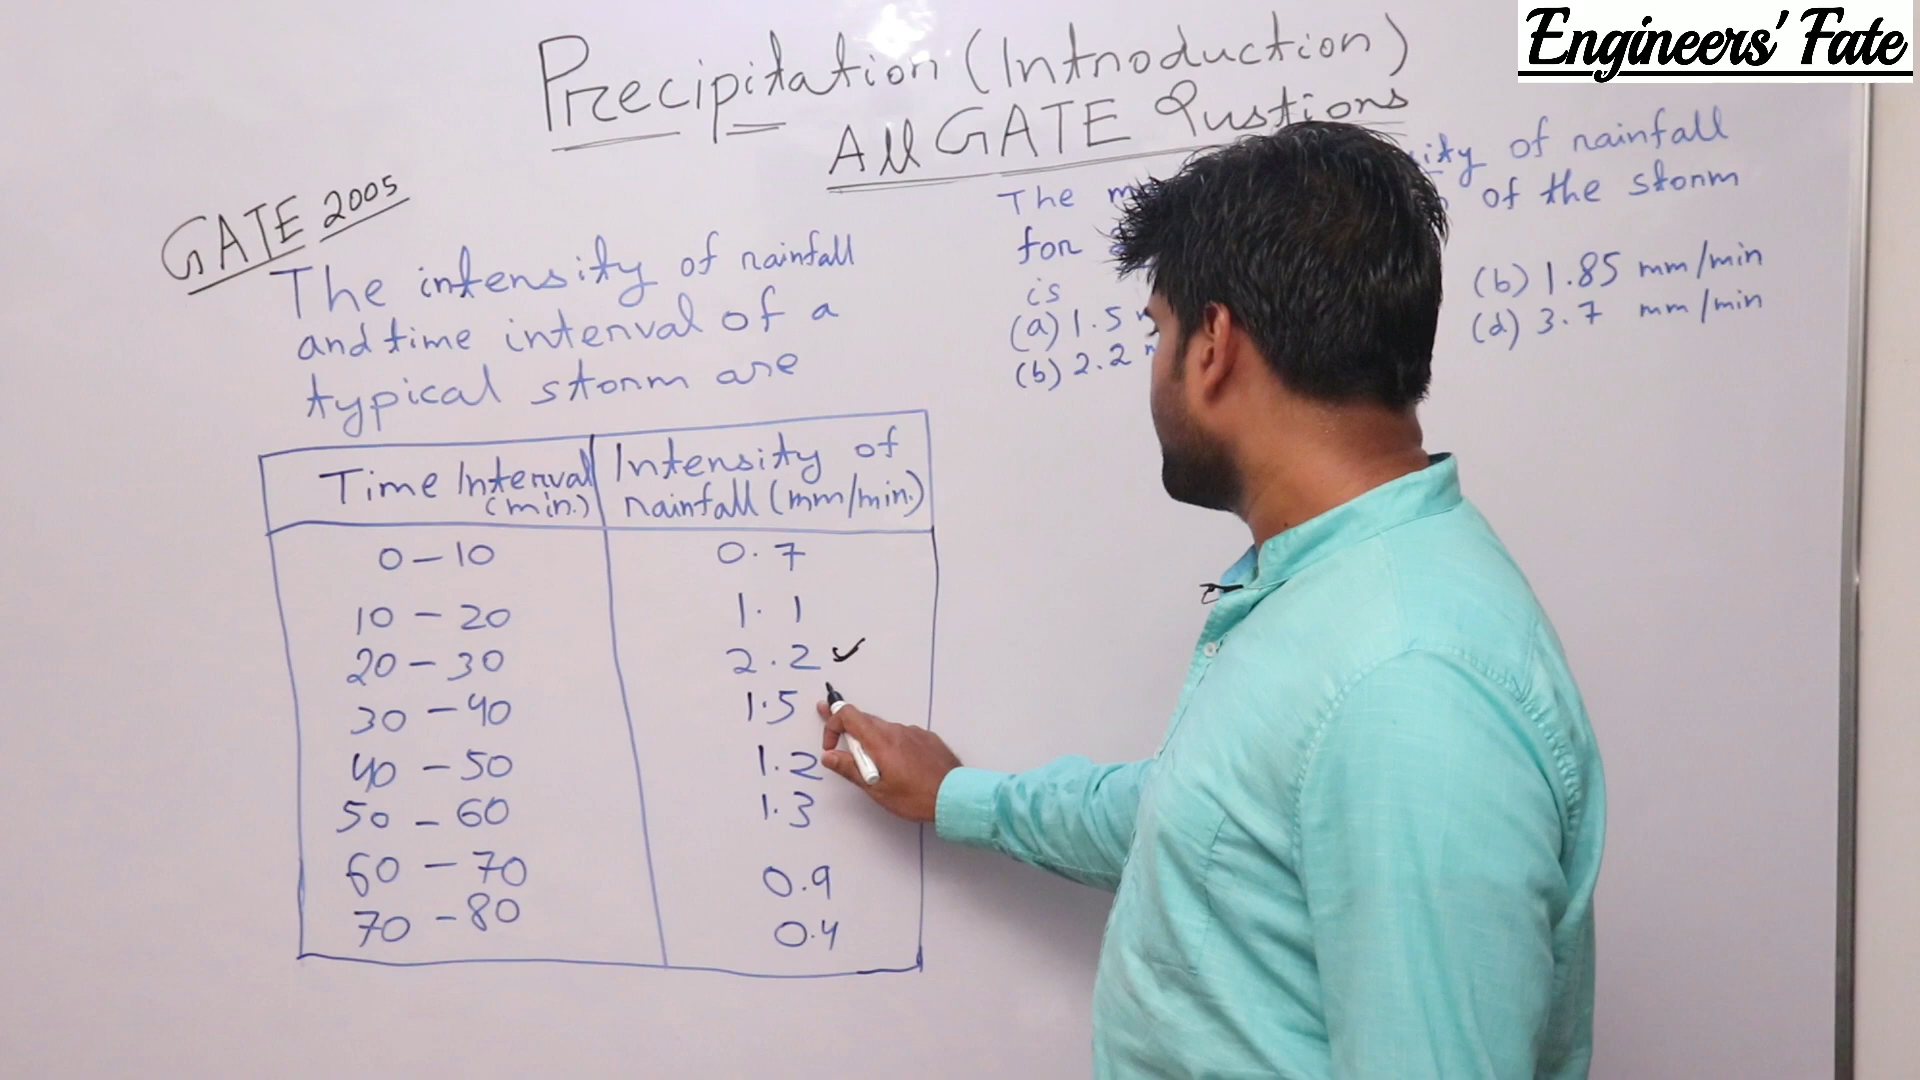 Engineers' Fate
Precipitation (Introduction)
All GATE Qustions
GATE 2005
The intensity of rainfall
and time interval of a
typical storm are
Time Interval (min.) Intensity of rainfall (mm/min.)
0-10 0.7
10-20 1.1
20-30 2.2 ✓
30-40 1.5
40-50 1.2
50-60 1.3
60-70 0.9
70-80 0.4
The of rainfall
for of the storm
is
(a) 1.5 (b) 1.85 mm/min
(b) 2.2 (d) 3.7 mm/min